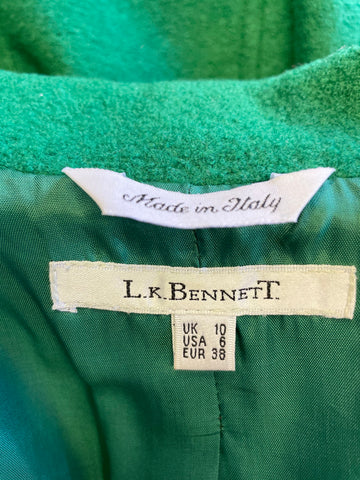 Made in Italy
L.K.BENNETT
UK 10
USA 6
EUR 38